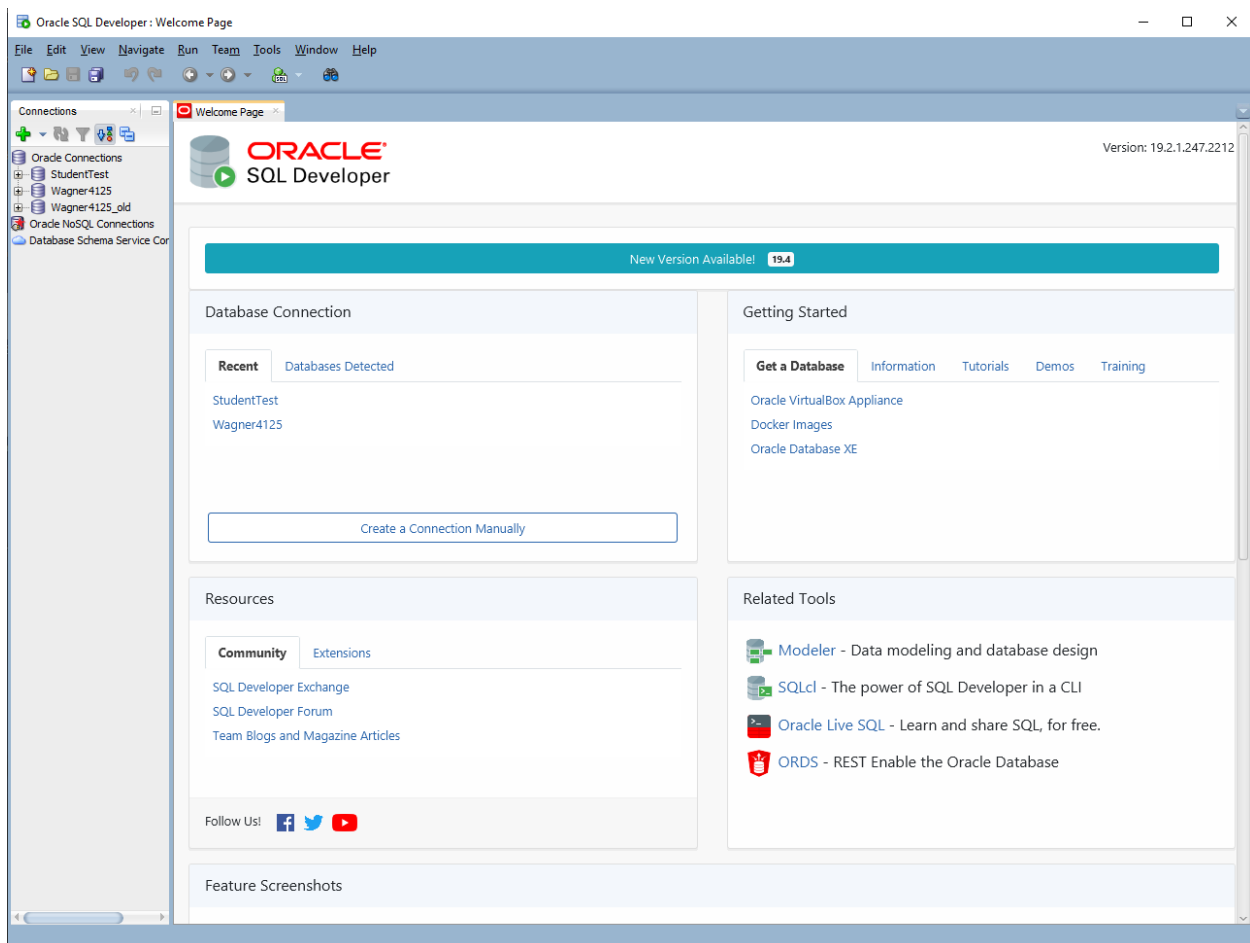 Oracle SQL Developer : Welcome Page
File Edit View Navigate Run Team Tools Window Help
SQL
Connections
Oracle Connections
StudentTest
Wagner4125
Wagner4125_old
Oracle NoSQL Connections
Database Schema Service Cor
Welcome Page
ORACLE
SQL Developer
Version: 19.2.1.247.2212
New Version Available! 19.4
Database Connection
Recent Databases Detected
StudentTest
Wagner4125
Create a Connection Manually
Getting Started
Get a Database Information Tutorials Demos Training
Oracle VirtualBox Appliance
Docker Images
Oracle Database XE
Resources
Community Extensions
SQL Developer Exchange
SQL Developer Forum
Team Blogs and Magazine Articles
Follow Us!
Related Tools
Modeler - Data modeling and database design
SQLcl - The power of SQL Developer in a CLI
Oracle Live SQL - Learn and share SQL, for free.
ORDS - REST Enable the Oracle Database
Feature Screenshots